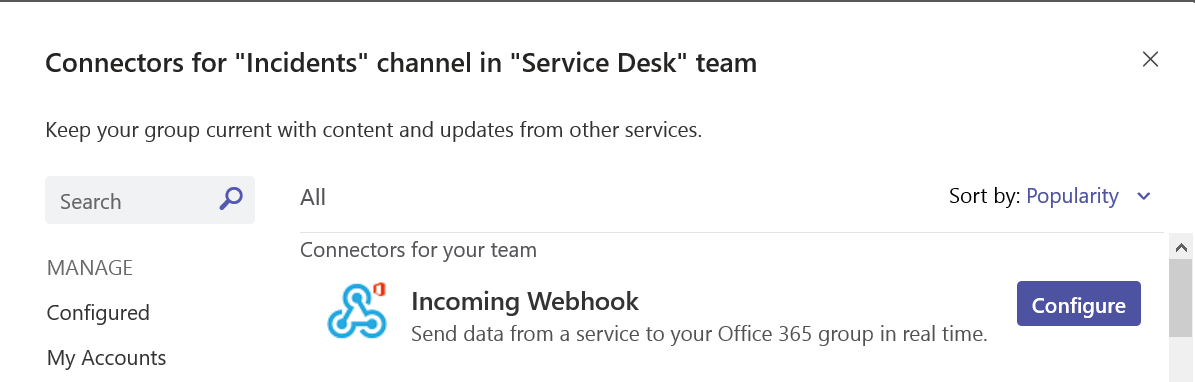 Connectors for "Incidents" channel in "Service Desk" team
Keep your group current with content and updates from other services.
Search
All
Sort by: Popularity
MANAGE
Configured
My Accounts
Connectors for your team
Incoming Webhook
Send data from a service to your Office 365 group in real time.
Configure